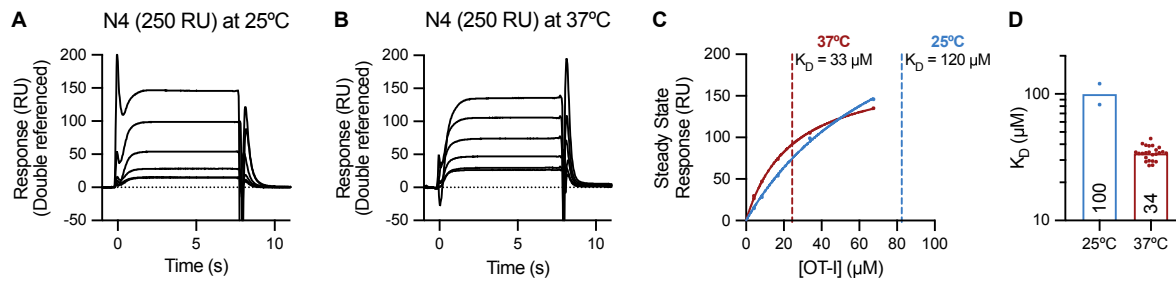 A
N4 (250 RU) at 25ºC
Response (RU)
(Double referenced)
200
150
100
50
0
-50
0
5
10
Time (s)
B
N4 (250 RU) at 37ºC
Response (RU)
(Double referenced)
200
150
100
50
0
-50
0
5
10
Time (s)
C
37ºC
K_D = 33 µM
25ºC
K_D = 120 µM
Steady State
Response (RU)
200
150
100
50
0
0
20
40
60
80
100
[OT-I] (µM)
D
K_D (µM)
100
10
100
34
25ºC
37ºC